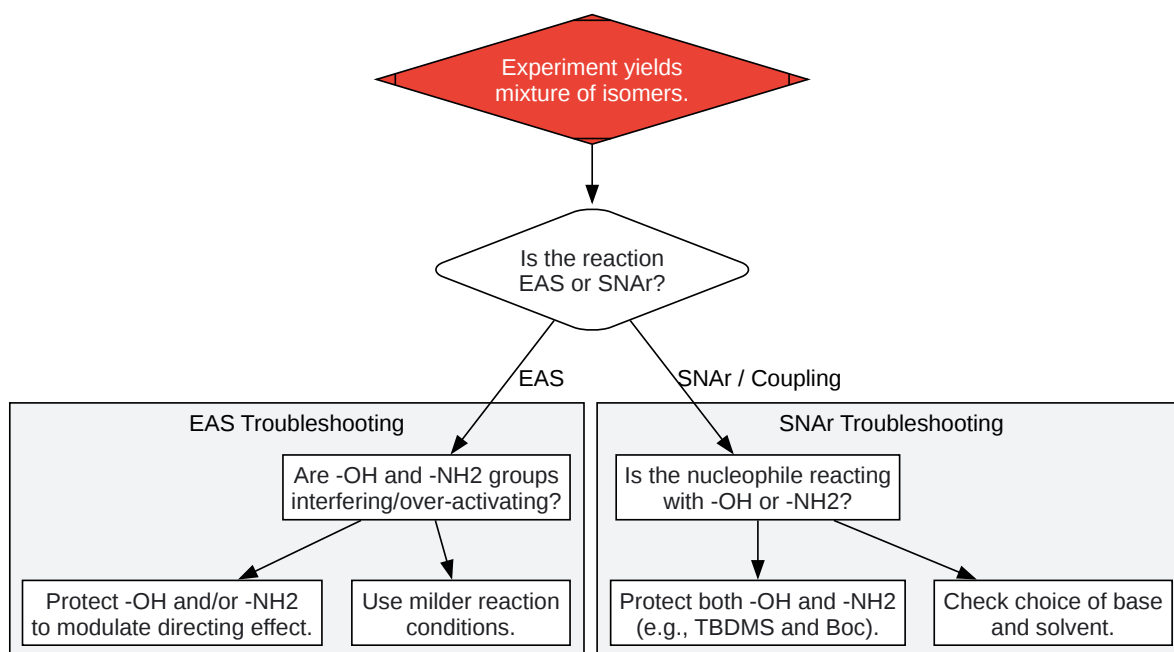 Experiment yields
mixture of isomers.
Is the reaction
EAS or SNAr?
EAS
SNAr / Coupling
EAS Troubleshooting
SNAr Troubleshooting
Are -OH and -NH2 groups
interfering/over-activating?
Is the nucleophile reacting
with -OH or -NH2?
Protect -OH and/or -NH2
to modulate directing effect.
Use milder reaction
conditions.
Protect both -OH and -NH2
(e.g., TBDMS and Boc).
Check choice of base
and solvent.